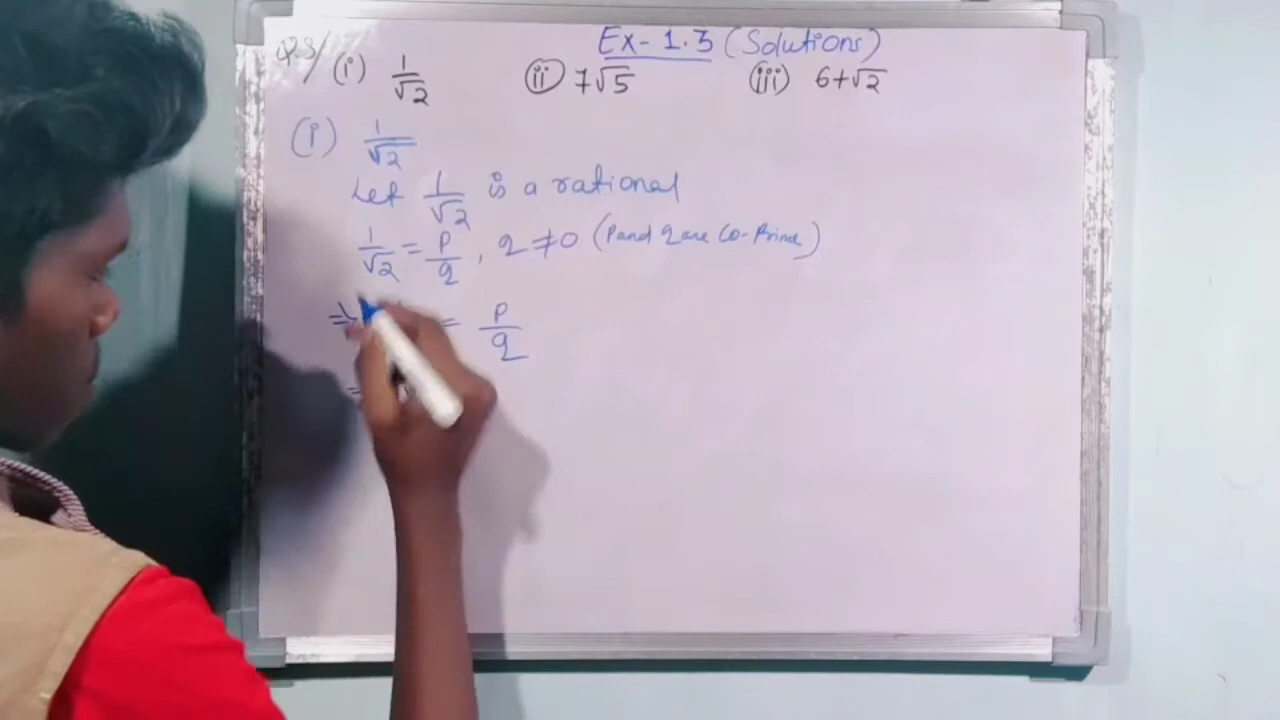 Ex- 1.3 (Solutions)
Q.3/ (i) 1/√2 (ii) 7√5 (iii) 6+√2
(i) 1/√2
Let 1/√2 is a rational
1/√2 = P/q, q ≠ 0 (P and q are Co-Prime)
= P/q